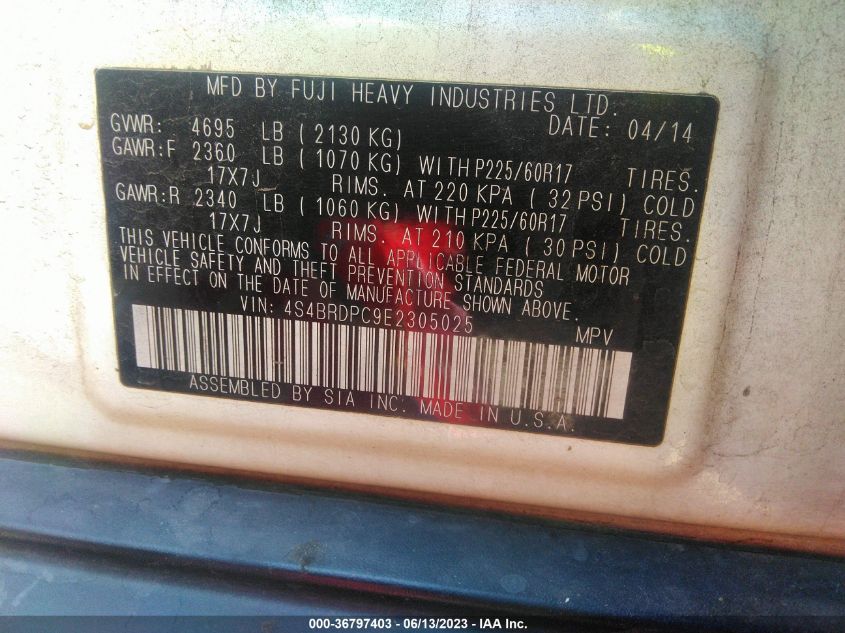 MFD BY FUJI HEAVY INDUSTRIES LTD.
DATE: 04/14
GVWR: 4695 LB ( 2130 KG)
GAWR:F 2360 LB ( 1070 KG) WITH P225/60R17 TIRES.
17X7J RIMS. AT 220 KPA ( 32 PSI) COLD
GAWR:R 2340 LB ( 1060 KG) WITH P225/60R17 TIRES.
17X7J RIMS. AT 210 KPA ( 30 PSI) COLD
THIS VEHICLE CONFORMS TO ALL APPLICABLE FEDERAL MOTOR
VEHICLE SAFETY AND THEFT PREVENTION STANDARDS
IN EFFECT ON THE DATE OF MANUFACTURE SHOWN ABOVE.
VIN: 4S4BRDPC9E2305025 MPV
ASSEMBLED BY SIA INC. MADE IN U.S.A.
000-36797403 - 06/13/2023 - IAA Inc.